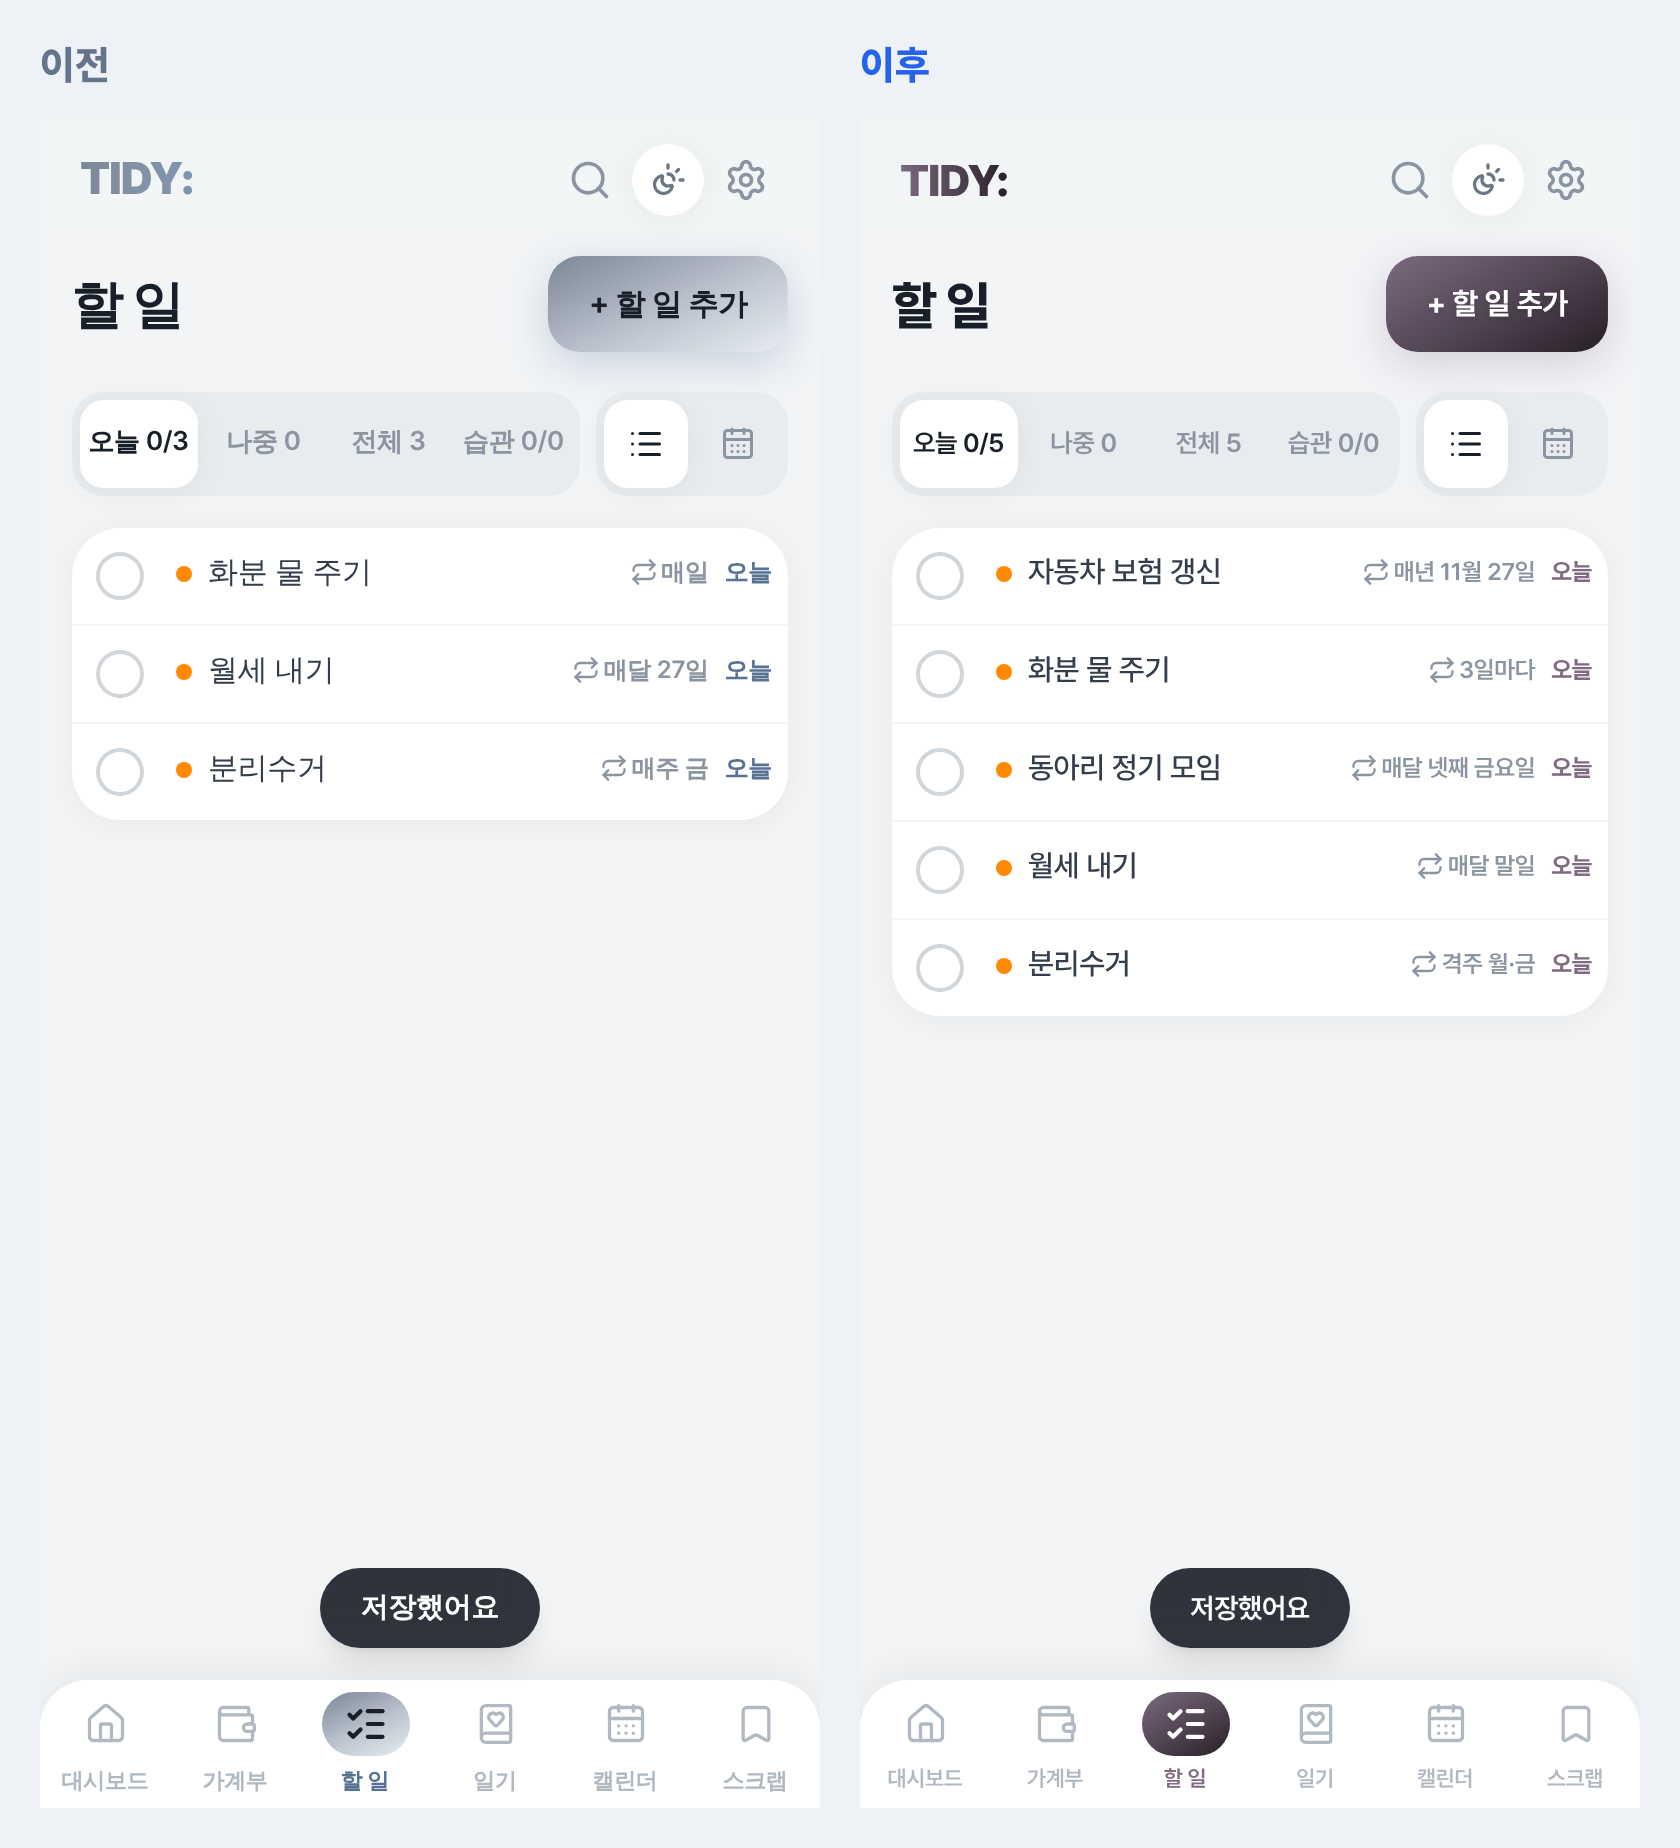 이전
TIDY:
할 일
+ 할 일 추가
오늘 0/3
나중 0
전체 3
습관 0/0
화분 물 주기
매일
오늘
월세 내기
매달 27일
오늘
분리수거
매주 금
오늘
저장했어요
대시보드
가계부
할 일
일기
캘린더
스크랩
이후
TIDY:
할 일
+ 할 일 추가
오늘 0/5
나중 0
전체 5
습관 0/0
자동차 보험 갱신
매년 11월 27일
오늘
화분 물 주기
3일마다
오늘
동아리 정기 모임
매달 넷째 금요일
오늘
월세 내기
매달 말일
오늘
분리수거
격주 월·금
오늘
저장했어요
대시보드
가계부
할 일
일기
캘린더
스크랩